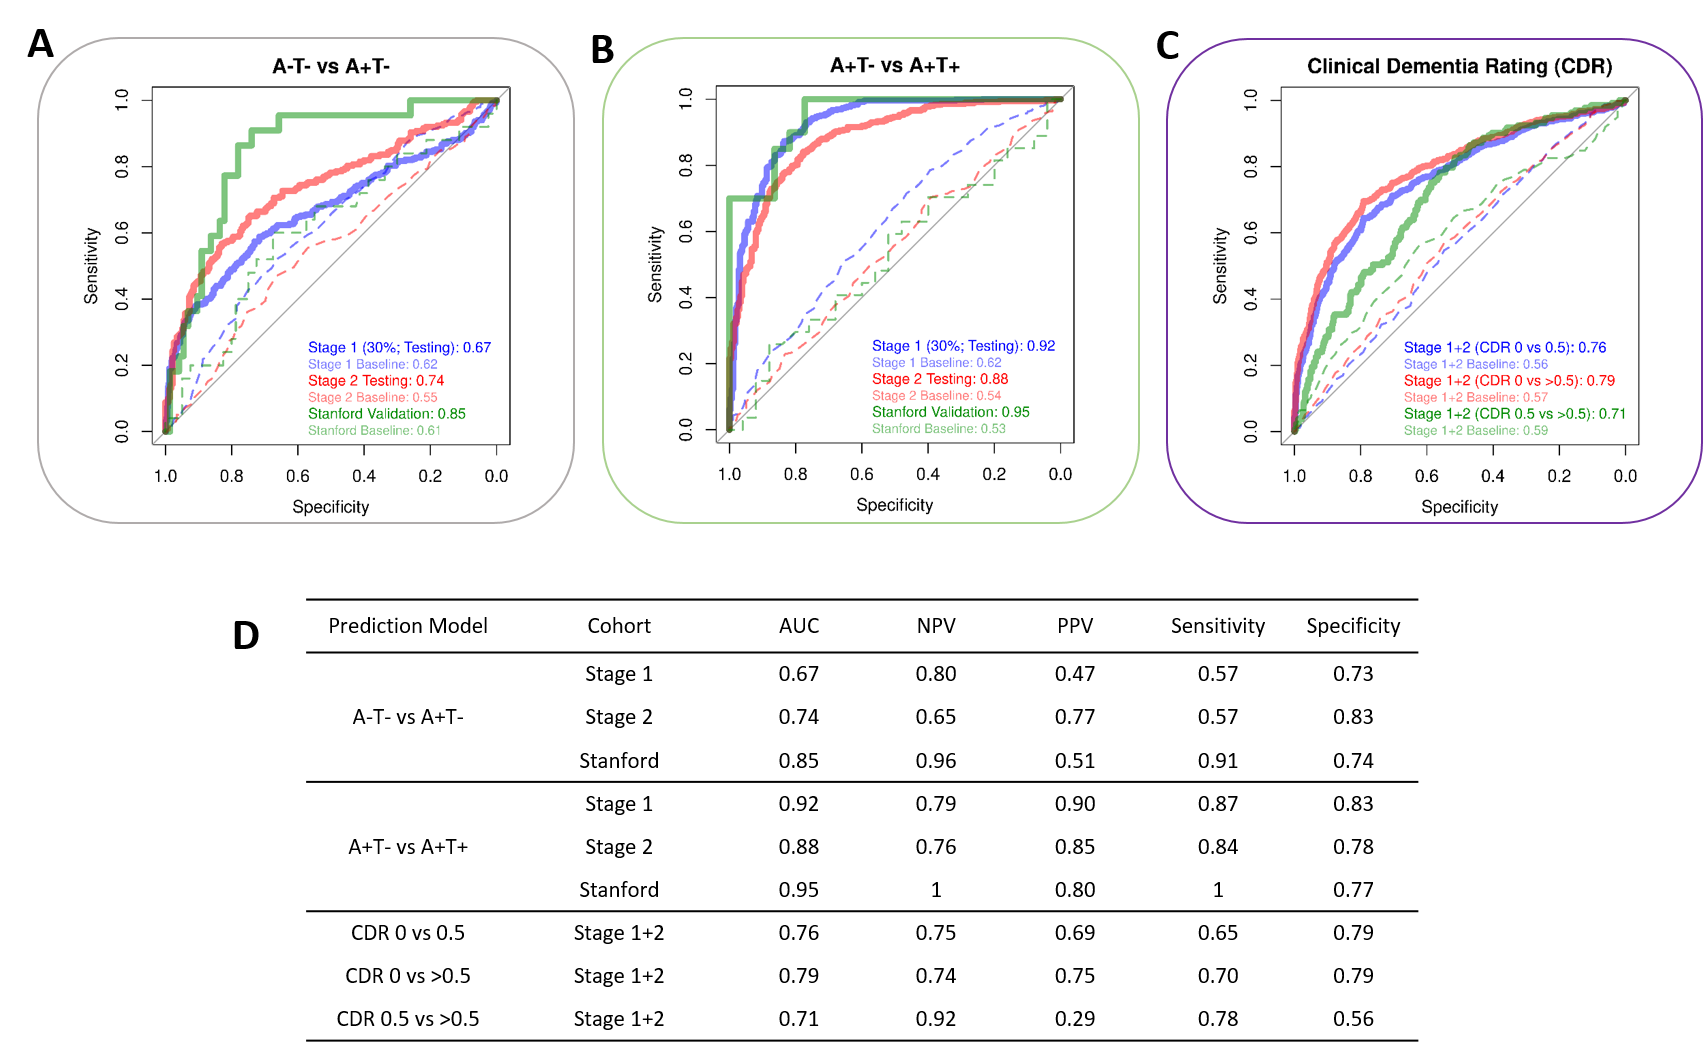 A
A-T- vs A+T-
Sensitivity
0.0 0.2 0.4 0.6 0.8 1.0
Stage 1 (30%; Testing): 0.67
Stage 1 Baseline: 0.62
Stage 2 Testing: 0.74
Stage 2 Baseline: 0.55
Stanford Validation: 0.85
Stanford Baseline: 0.61
1.0 0.8 0.6 0.4 0.2 0.0
Specificity
B
A+T- vs A+T+
Sensitivity
0.0 0.2 0.4 0.6 0.8 1.0
Stage 1 (30%; Testing): 0.92
Stage 1 Baseline: 0.62
Stage 2 Testing: 0.88
Stage 2 Baseline: 0.54
Stanford Validation: 0.95
Stanford Baseline: 0.53
1.0 0.8 0.6 0.4 0.2 0.0
Specificity
C
Clinical Dementia Rating (CDR)
Sensitivity
0.0 0.2 0.4 0.6 0.8 1.0
Stage 1+2 (CDR 0 vs 0.5): 0.76
Stage 1+2 Baseline: 0.56
Stage 1+2 (CDR 0 vs >0.5): 0.79
Stage 1+2 Baseline: 0.57
Stage 1+2 (CDR 0.5 vs >0.5): 0.71
Stage 1+2 Baseline: 0.59
1.0 0.8 0.6 0.4 0.2 0.0
Specificity
D
Prediction Model Cohort AUC NPV PPV Sensitivity Specificity
Stage 1 0.67 0.80 0.47 0.57 0.73
A-T- vs A+T- Stage 2 0.74 0.65 0.77 0.57 0.83
Stanford 0.85 0.96 0.51 0.91 0.74
Stage 1 0.92 0.79 0.90 0.87 0.83
A+T- vs A+T+ Stage 2 0.88 0.76 0.85 0.84 0.78
Stanford 0.95 1 0.80 1 0.77
CDR 0 vs 0.5 Stage 1+2 0.76 0.75 0.69 0.65 0.79
CDR 0 vs >0.5 Stage 1+2 0.79 0.74 0.75 0.70 0.79
CDR 0.5 vs >0.5 Stage 1+2 0.71 0.92 0.29 0.78 0.56